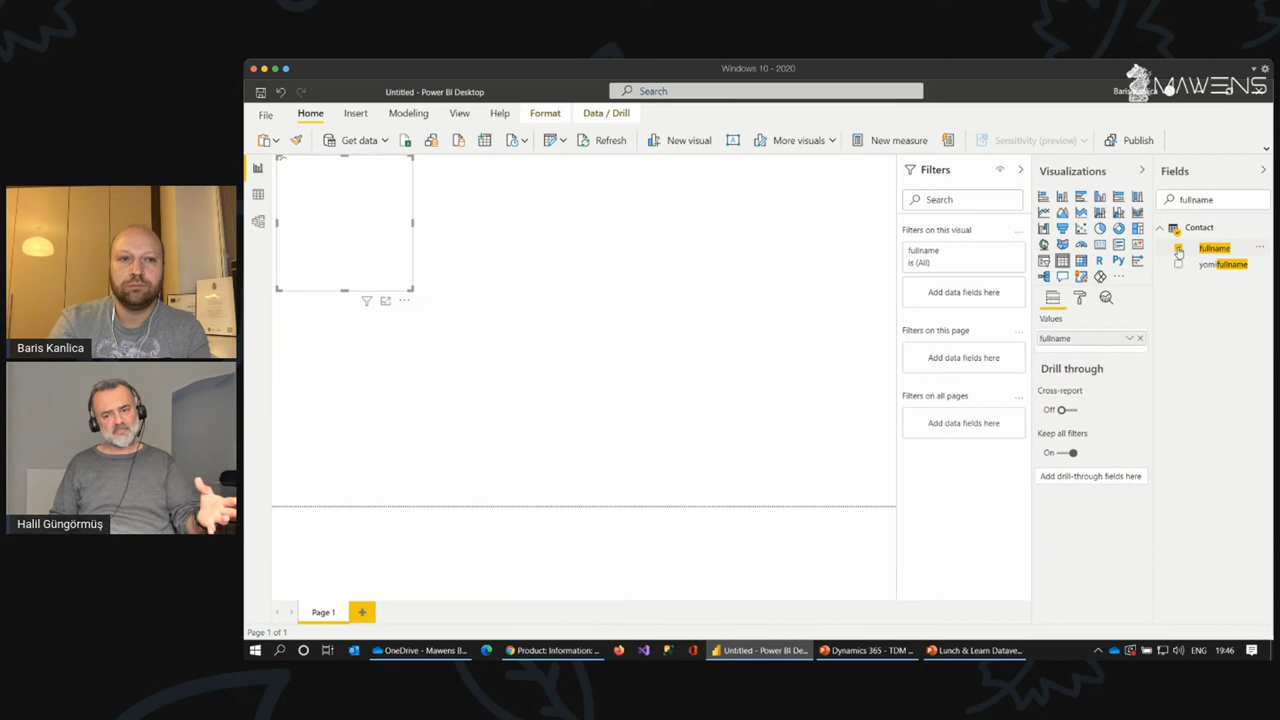 Windows 10 - 2020
MAWENS
Untitled - Power BI Desktop
Search
Baris Kanlica
File
Home
Insert
Modeling
View
Help
Format
Data / Drill
Get data
Refresh
New visual
More visuals
New measure
Sensitivity (preview)
Publish
Filters
Search
Filters on this visual
fullname
is (All)
Add data fields here
Filters on this page
Add data fields here
Filters on all pages
Add data fields here
Visualizations
R
Py
Values
fullname
Drill through
Cross-report
Off
Keep all filters
On
Add drill-through fields here
Fields
fullname
Contact
fullname
yomifullname
Baris Kanlica
Halil Güngörmüş
Page 1
Page 1 of 1
OneDrive - Mawens B...
Product: Information: ...
Untitled - Power BI De...
Dynamics 365 - TDM ...
Lunch & Learn Datave...
ENG
19:46